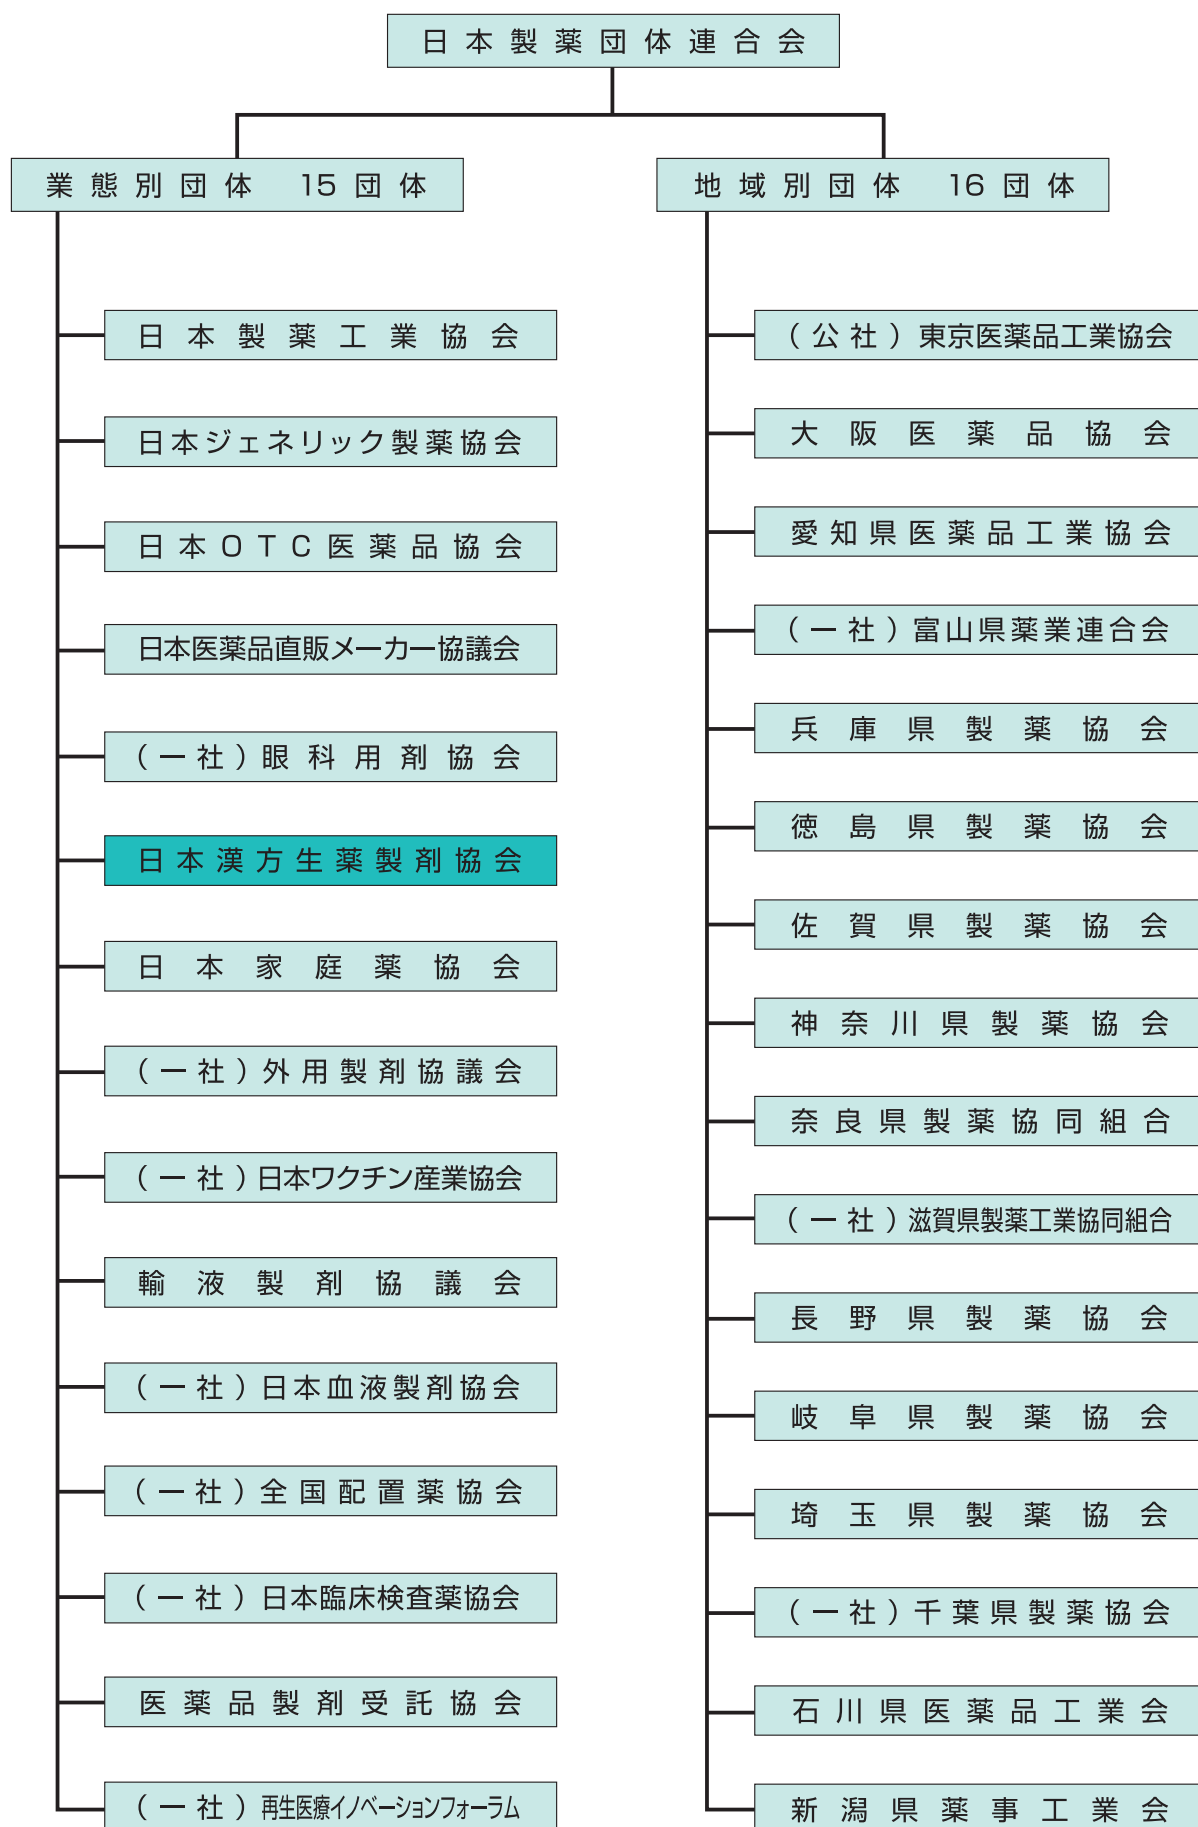 日本製薬団体連合会
業態別団体 15団体
日本製薬工業協会
日本ジェネリック製薬協会
日本OTC医薬品協会
日本医薬品直販メーカー協議会
(一社)眼科用剤協会
日本漢方生薬製剤協会
日本家庭薬協会
(一社)外用製剤協議会
(一社)日本ワクチン産業協会
輸液製剤協議会
(一社)日本血液製剤協会
(一社)全国配置薬協会
(一社)日本臨床検査薬協会
医薬品製剤受託協会
(一社)再生医療イノベーションフォーラム
地域別団体 16団体
(公社)東京医薬品工業協会
大阪医薬品協会
愛知県医薬品工業協会
(一社)富山県薬業連合会
兵庫県製薬協会
徳島県製薬協会
佐賀県製薬協会
神奈川県製薬協会
奈良県製薬協同組合
(一社)滋賀県製薬工業協同組合
長野県製薬協会
岐阜県製薬協会
埼玉県製薬協会
(一社)千葉県製薬協会
石川県医薬品工業会
新潟県薬事工業会